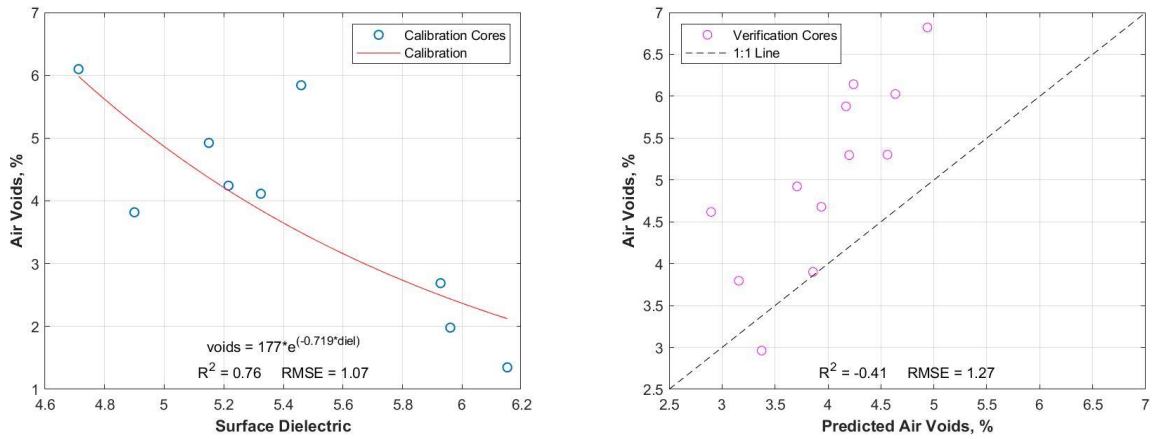 7
6
5
4
3
2
1
Air Voids, %
Calibration Cores
Calibration
voids = 177*e^(-0.719*diel)
R^2 = 0.76 RMSE = 1.07
4.6 4.8 5 5.2 5.4 5.6 5.8 6 6.2
Surface Dielectric
7
6.5
6
5.5
5
4.5
4
3.5
3
2.5
Air Voids, %
Verification Cores
1:1 Line
R^2 = -0.41 RMSE = 1.27
2.5 3 3.5 4 4.5 5 5.5 6 6.5 7
Predicted Air Voids, %